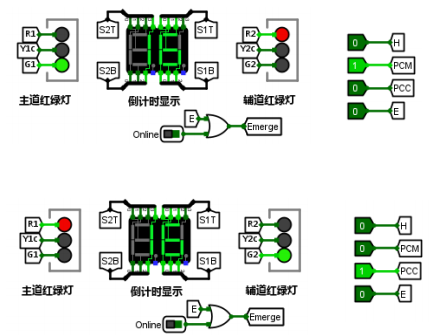 R1
Y1C
G1
S2T
S1T
S2B
S1B
16
R2
Y2C
G2
0 H
1 PCM
0 PCC
0 E
主道红绿灯
倒计时显示
辅道红绿灯
E
Online
Emerge
R1
Y1C
G1
S2T
S1T
S2B
S1B
R2
Y2C
G2
0 H
0 PCM
1 PCC
0 E
主道红绿灯
倒计时显示
辅道红绿灯
E
Online
Emerge